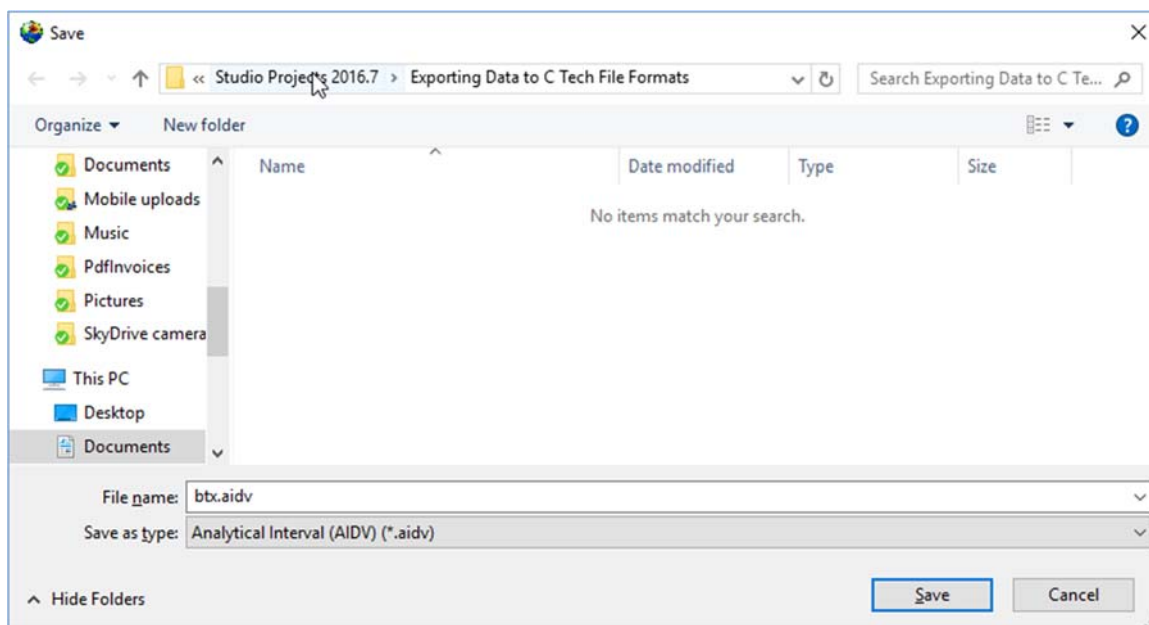 Save
« Studio Projects 2016.7 › Exporting Data to C Tech File Formats
Search Exporting Data to C Te...
Organize
New folder
Name
Date modified
Type
Size
No items match your search.
Documents
Mobile uploads
Music
PdfInvoices
Pictures
SkyDrive camera
This PC
Desktop
Documents
File name: btx.aidv
Save as type: Analytical Interval (AIDV) (*.aidv)
Hide Folders
Save
Cancel